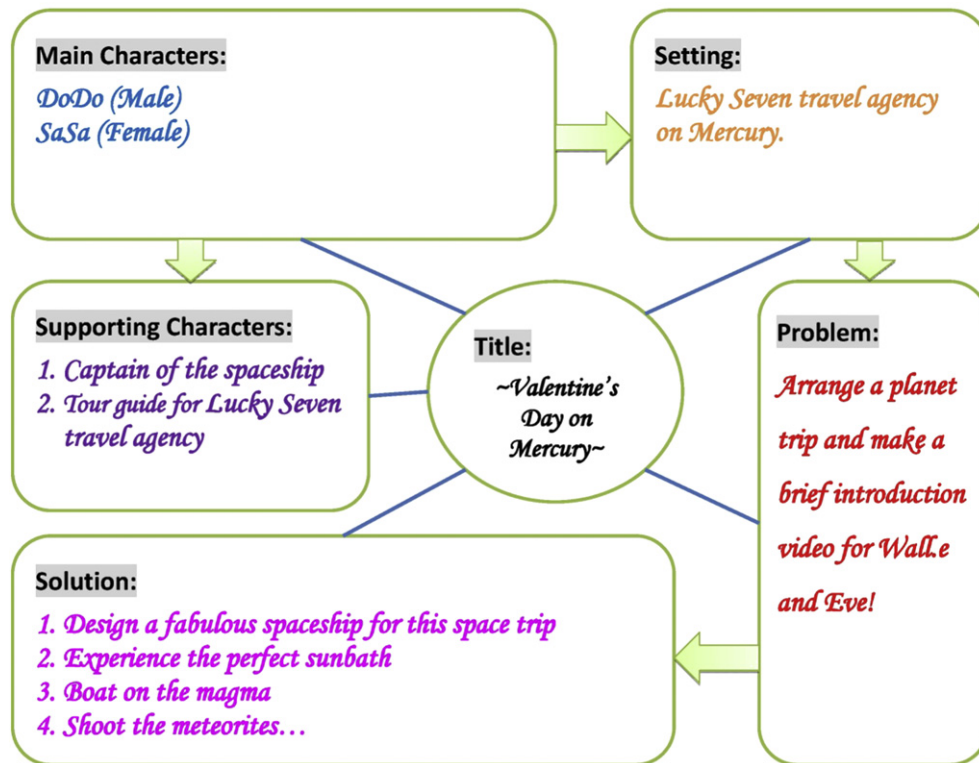 Main Characters:
DoDo (Male)
SaSa (Female)
Setting:
Lucky Seven travel agency
on Mercury.
Supporting Characters:
1. Captain of the spaceship
2. Tour guide for Lucky Seven
travel agency
Title:
~Valentine's
Day on
Mercury~
Problem:
Arrange a planet
trip and make a
brief introduction
video for Wall.e
and Eve!
Solution:
1. Design a fabulous spaceship for this space trip
2. Experience the perfect sunbath
3. Boat on the magma
4. Shoot the meteorites…